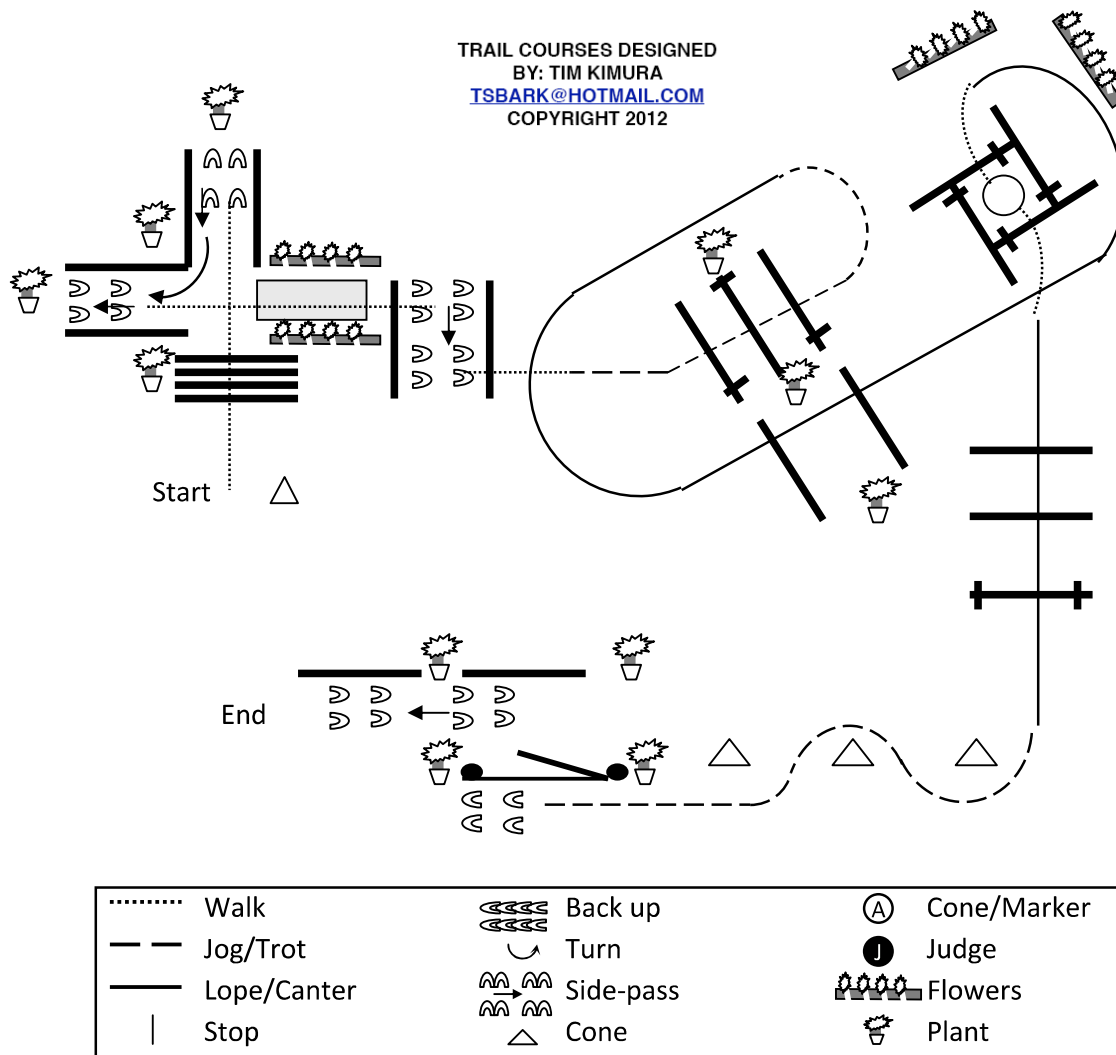 TRAIL COURSES DESIGNED
BY: TIM KIMURA
TSBARK@HOTMAIL.COM
COPYRIGHT 2012
Start
End
Walk
Jog/Trot
Lope/Canter
Stop
Back up
Turn
Side-pass
Cone
A Cone/Marker
J Judge
Flowers
Plant